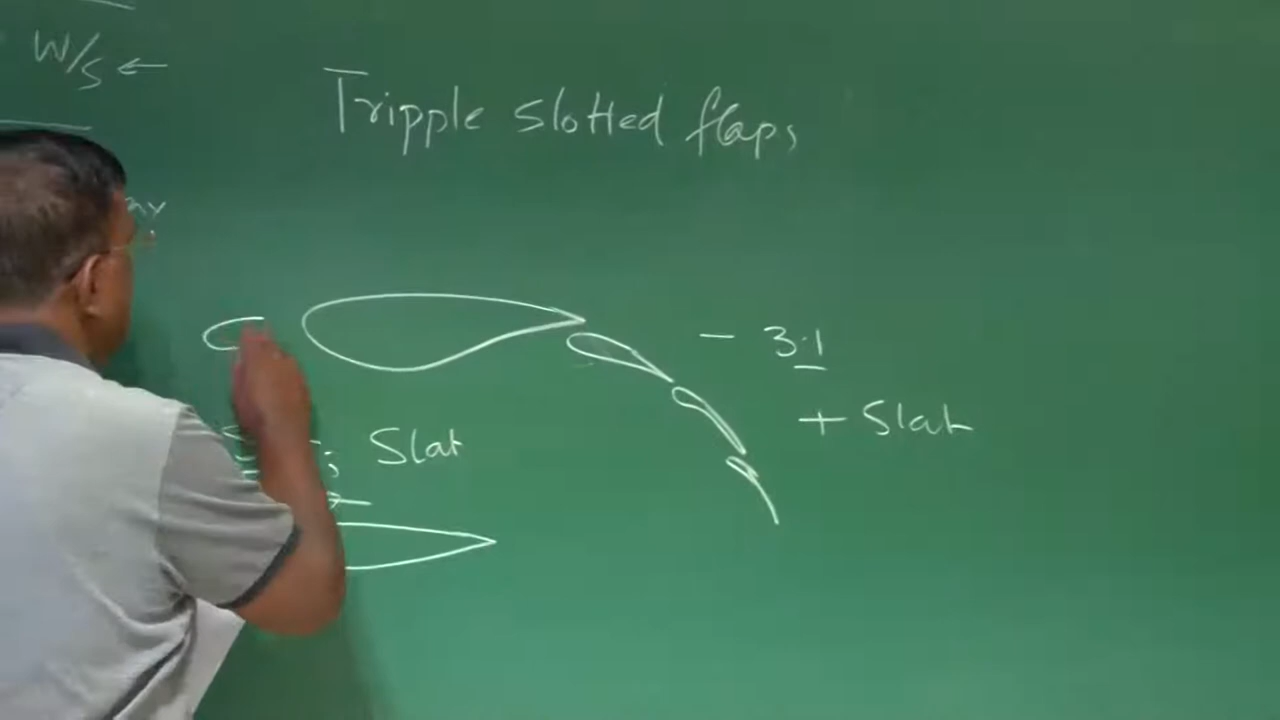 W/S ←
Tripple slotted flaps
- 3.1
+ Slat
; Slat